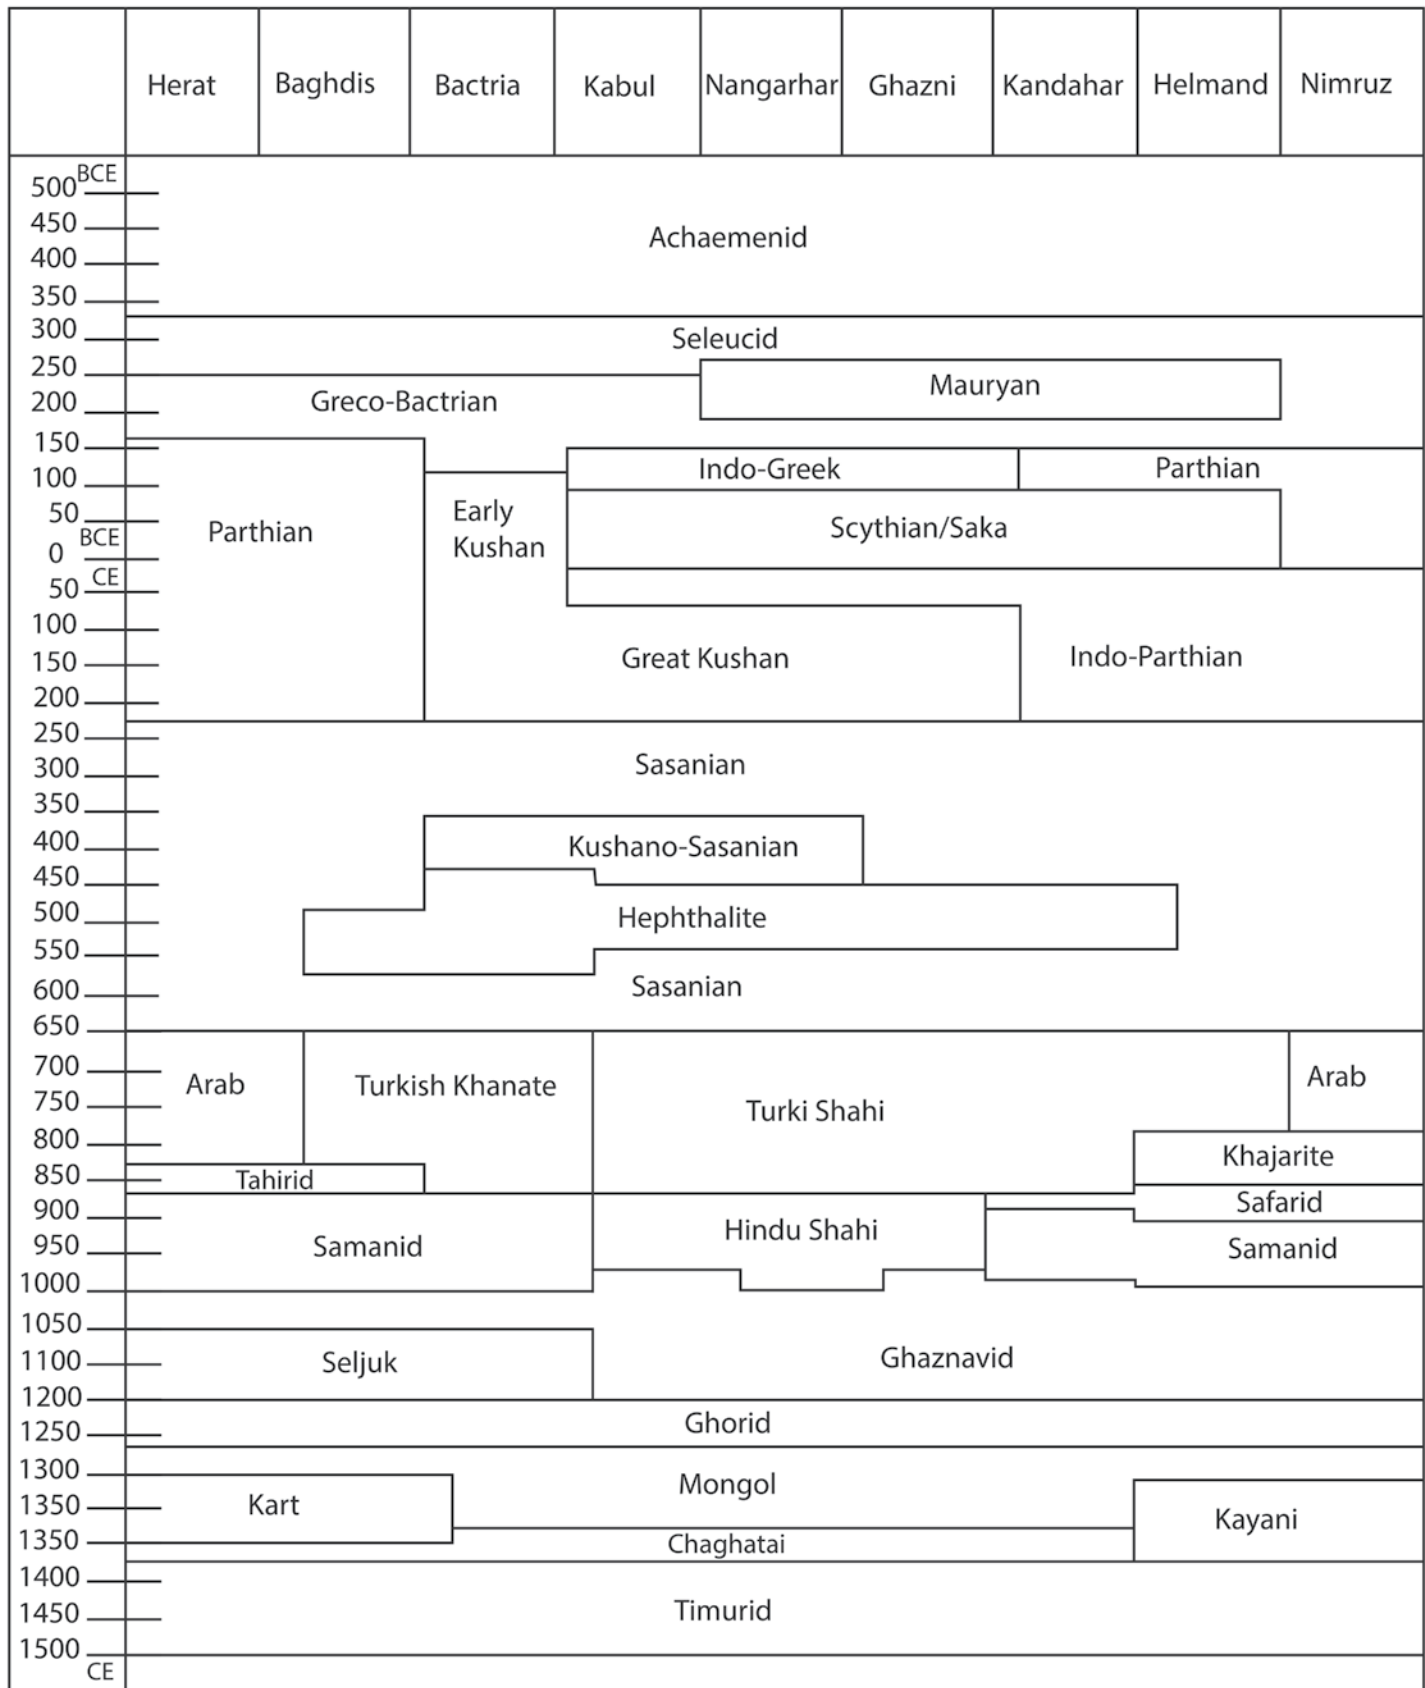 Herat
Baghdis
Bactria
Kabul
Nangarhar
Ghazni
Kandahar
Helmand
Nimruz
BCE
500
450
Achaemenid
400
350
300
Seleucid
250
Mauryan
Greco-Bactrian
200
150
Indo-Greek
Parthian
100
50
Early
Kushan
Parthian
Scythian/Saka
BCE
0
CE
50
100
Great Kushan
Indo-Parthian
150
200
250
Sasanian
300
350
Kushano-Sasanian
400
450
500
Hephthalite
550
Sasanian
600
650
700
Arab
Turkish Khanate
Arab
750
Turki Shahi
800
Khajarite
850
Tahirid
900
Safarid
Hindu Shahi
950
Samanid
Samanid
1000
1050
1100
Seljuk
Ghaznavid
1200
Ghorid
1250
1300
Mongol
1350
Kart
Kayani
1350
Chaghatai
1400
1450
Timurid
1500
CE